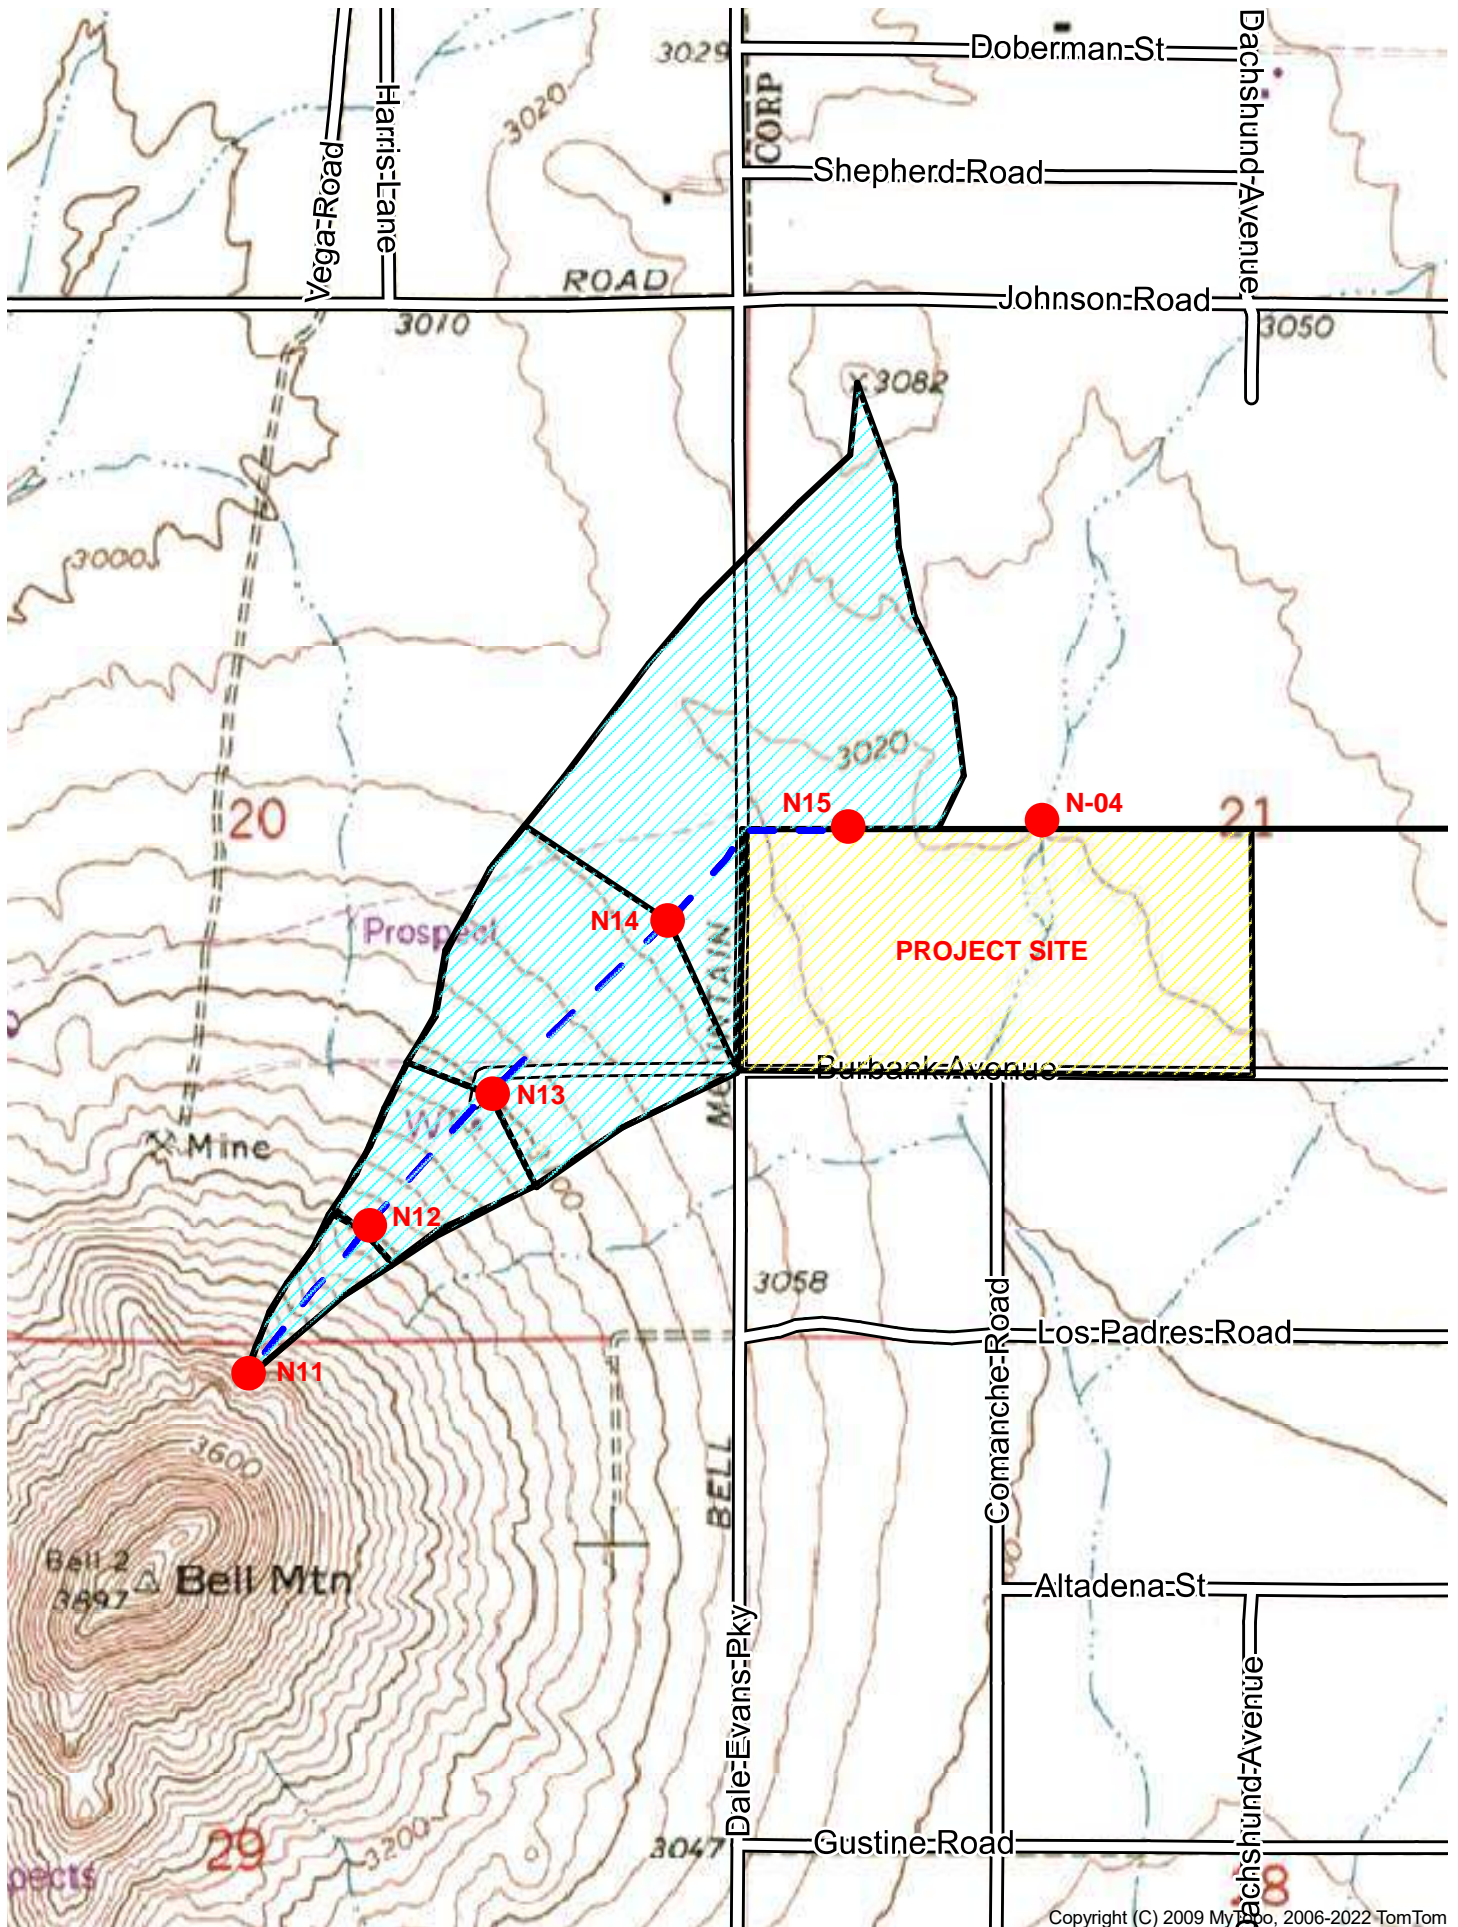 Doberman St
3029
Dachshund Avenue
CORP
Harris Lane
3020
Vega Road
Shepherd Road
ROAD
Johnson Road
3010
3050
3082
3000
3020
N15
N-04
20
21
N14
Prospect
PROJECT SITE
Burbank Avenue
N13
Mine
N12
3058
Los Padres Road
Comanche Road
N11
3600
BELL MOUNTAIN
Bell 2
3897
Bell Mtn
Altadena St
Dale Evans Pky
Dachshund Avenue
3200
3047
Gustine Road
29
28
Copyright (C) 2009 MyTopo, 2006-2022 TomTom